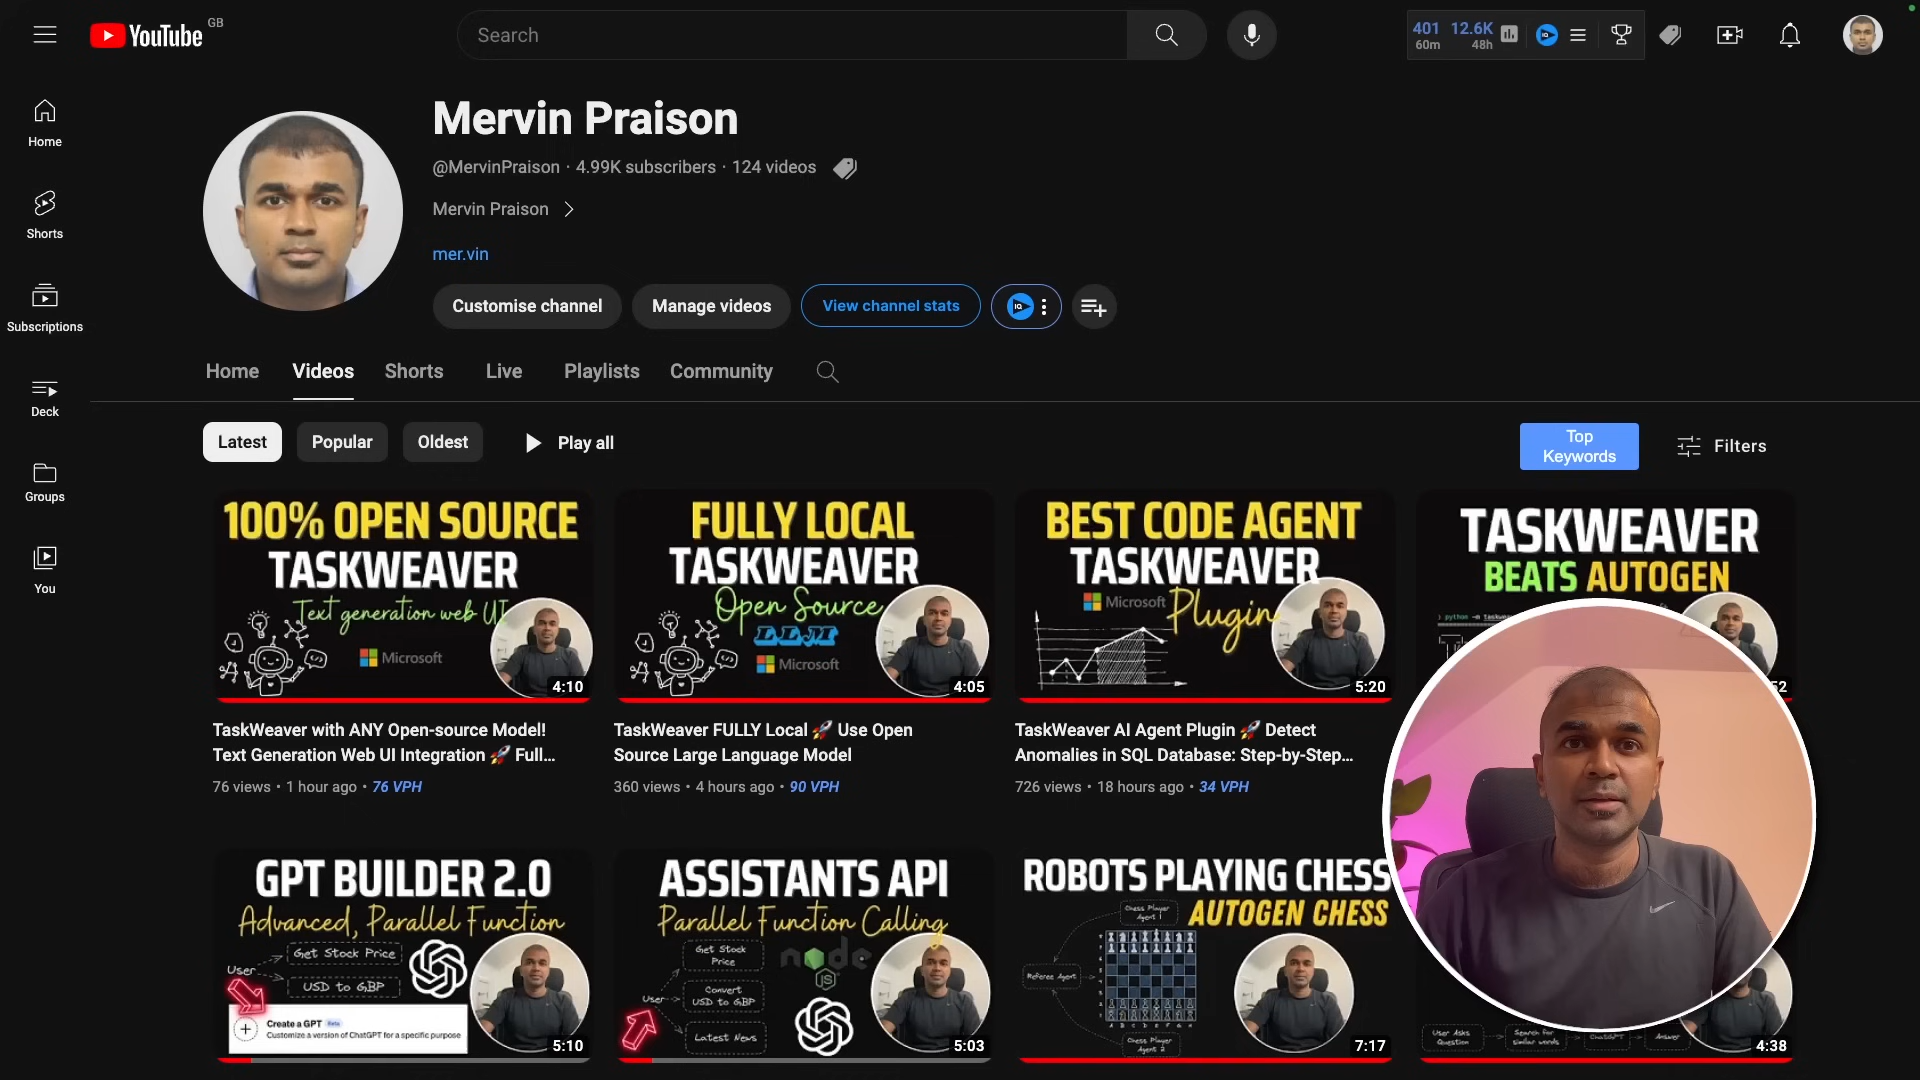 YouTube GB
Search
401 12.6K
60m 48h
Home
Shorts
Subscriptions
Deck
Groups
You
Mervin Praison
@MervinPraison · 4.99K subscribers · 124 videos
Mervin Praison
mer.vin
Customise channel
Manage videos
View channel stats
Home
Videos
Shorts
Live
Playlists
Community
Latest
Popular
Oldest
Play all
Top
Keywords
Filters
100% OPEN SOURCE
TASKWEAVER
Text generation web UI
Microsoft
4:10
TaskWeaver with ANY Open-source Model!
Text Generation Web UI Integration 🚀 Full...
76 views • 1 hour ago • 76 VPH
FULLY LOCAL
TASKWEAVER
Open Source
LLM
Microsoft
4:05
TaskWeaver FULLY Local 🚀 Use Open
Source Large Language Model
360 views • 4 hours ago • 90 VPH
BEST CODE AGENT
TASKWEAVER
Microsoft
Plugin
5:20
TaskWeaver AI Agent Plugin 🚀 Detect
Anomalies in SQL Database: Step-by-Step...
726 views • 18 hours ago • 34 VPH
TASKWEAVER
BEATS AUTOGEN
52
GPT BUILDER 2.0
Advanced, Parallel Function
User
Get Stock Price
USD to GBP
Create a GPT Beta
Customize a version of ChatGPT for a specific purpose
5:10
ASSISTANTS API
Parallel Function Calling
Get Stock
Price
User
Convert
USD to GBP
Latest News
node
JS
5:03
ROBOTS PLAYING CHESS
AUTOGEN CHESS
Chess Player
Agent 1
Referee Agent
Chess Player
Agent 2
7:17
User Asks
Question
Search for
similar words
ChatGPT
Answer
4:38